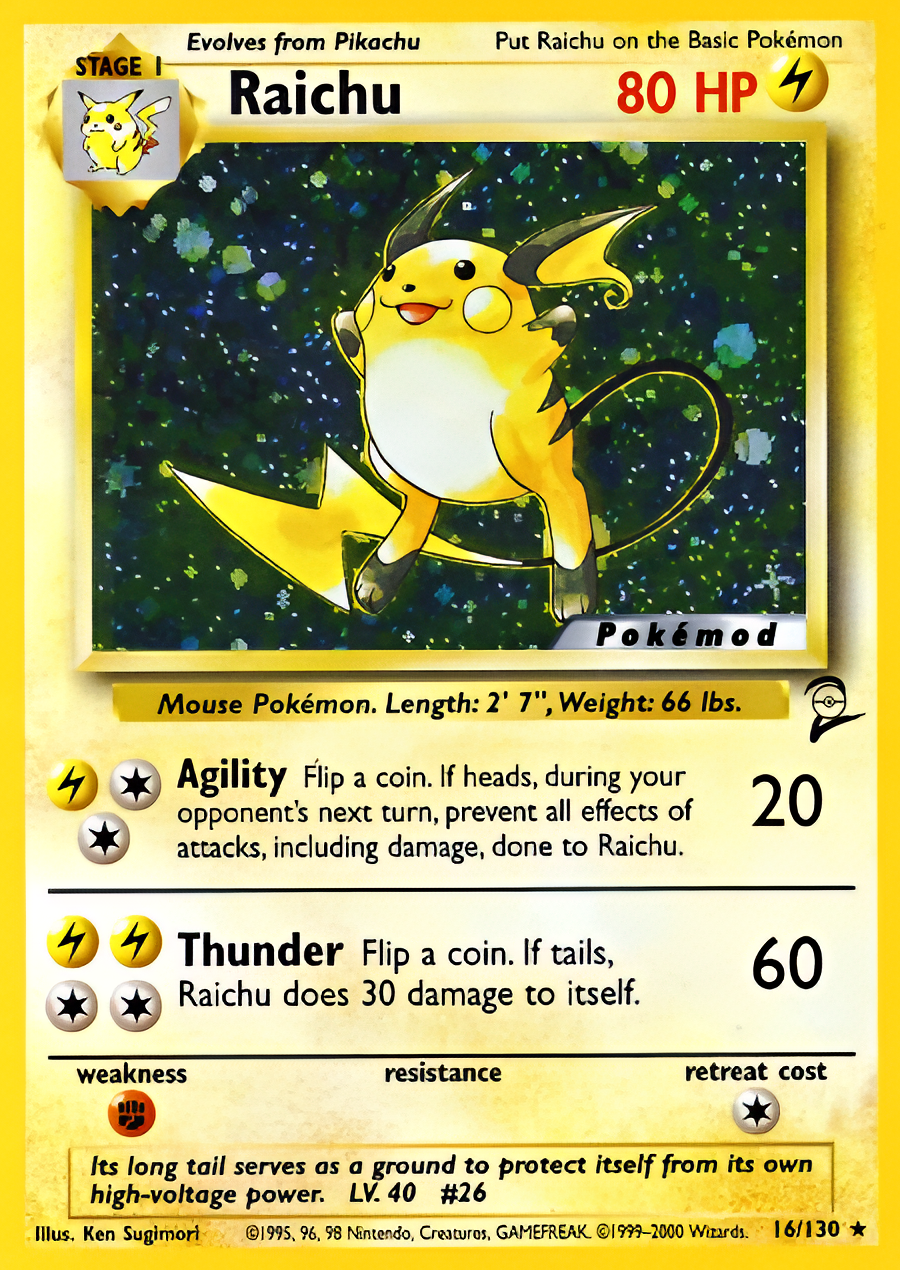 Evolves from Pikachu
Put Raichu on the Basic Pokémon
STAGE 1
Raichu
80 HP
Pokémod
Mouse Pokémon. Length: 2' 7", Weight: 66 lbs.
Agility Flip a coin. If heads, during your
opponent's next turn, prevent all effects of
attacks, including damage, done to Raichu.
20
Thunder Flip a coin. If tails,
Raichu does 30 damage to itself.
60
weakness
resistance
retreat cost
Its long tail serves as a ground to protect itself from its own
high-voltage power. LV. 40 #26
Illus. Ken Sugimori
©1995, 96, 98 Nintendo, Creatures, GAMEFREAK. ©1999–2000 Wizards.
16/130 ★